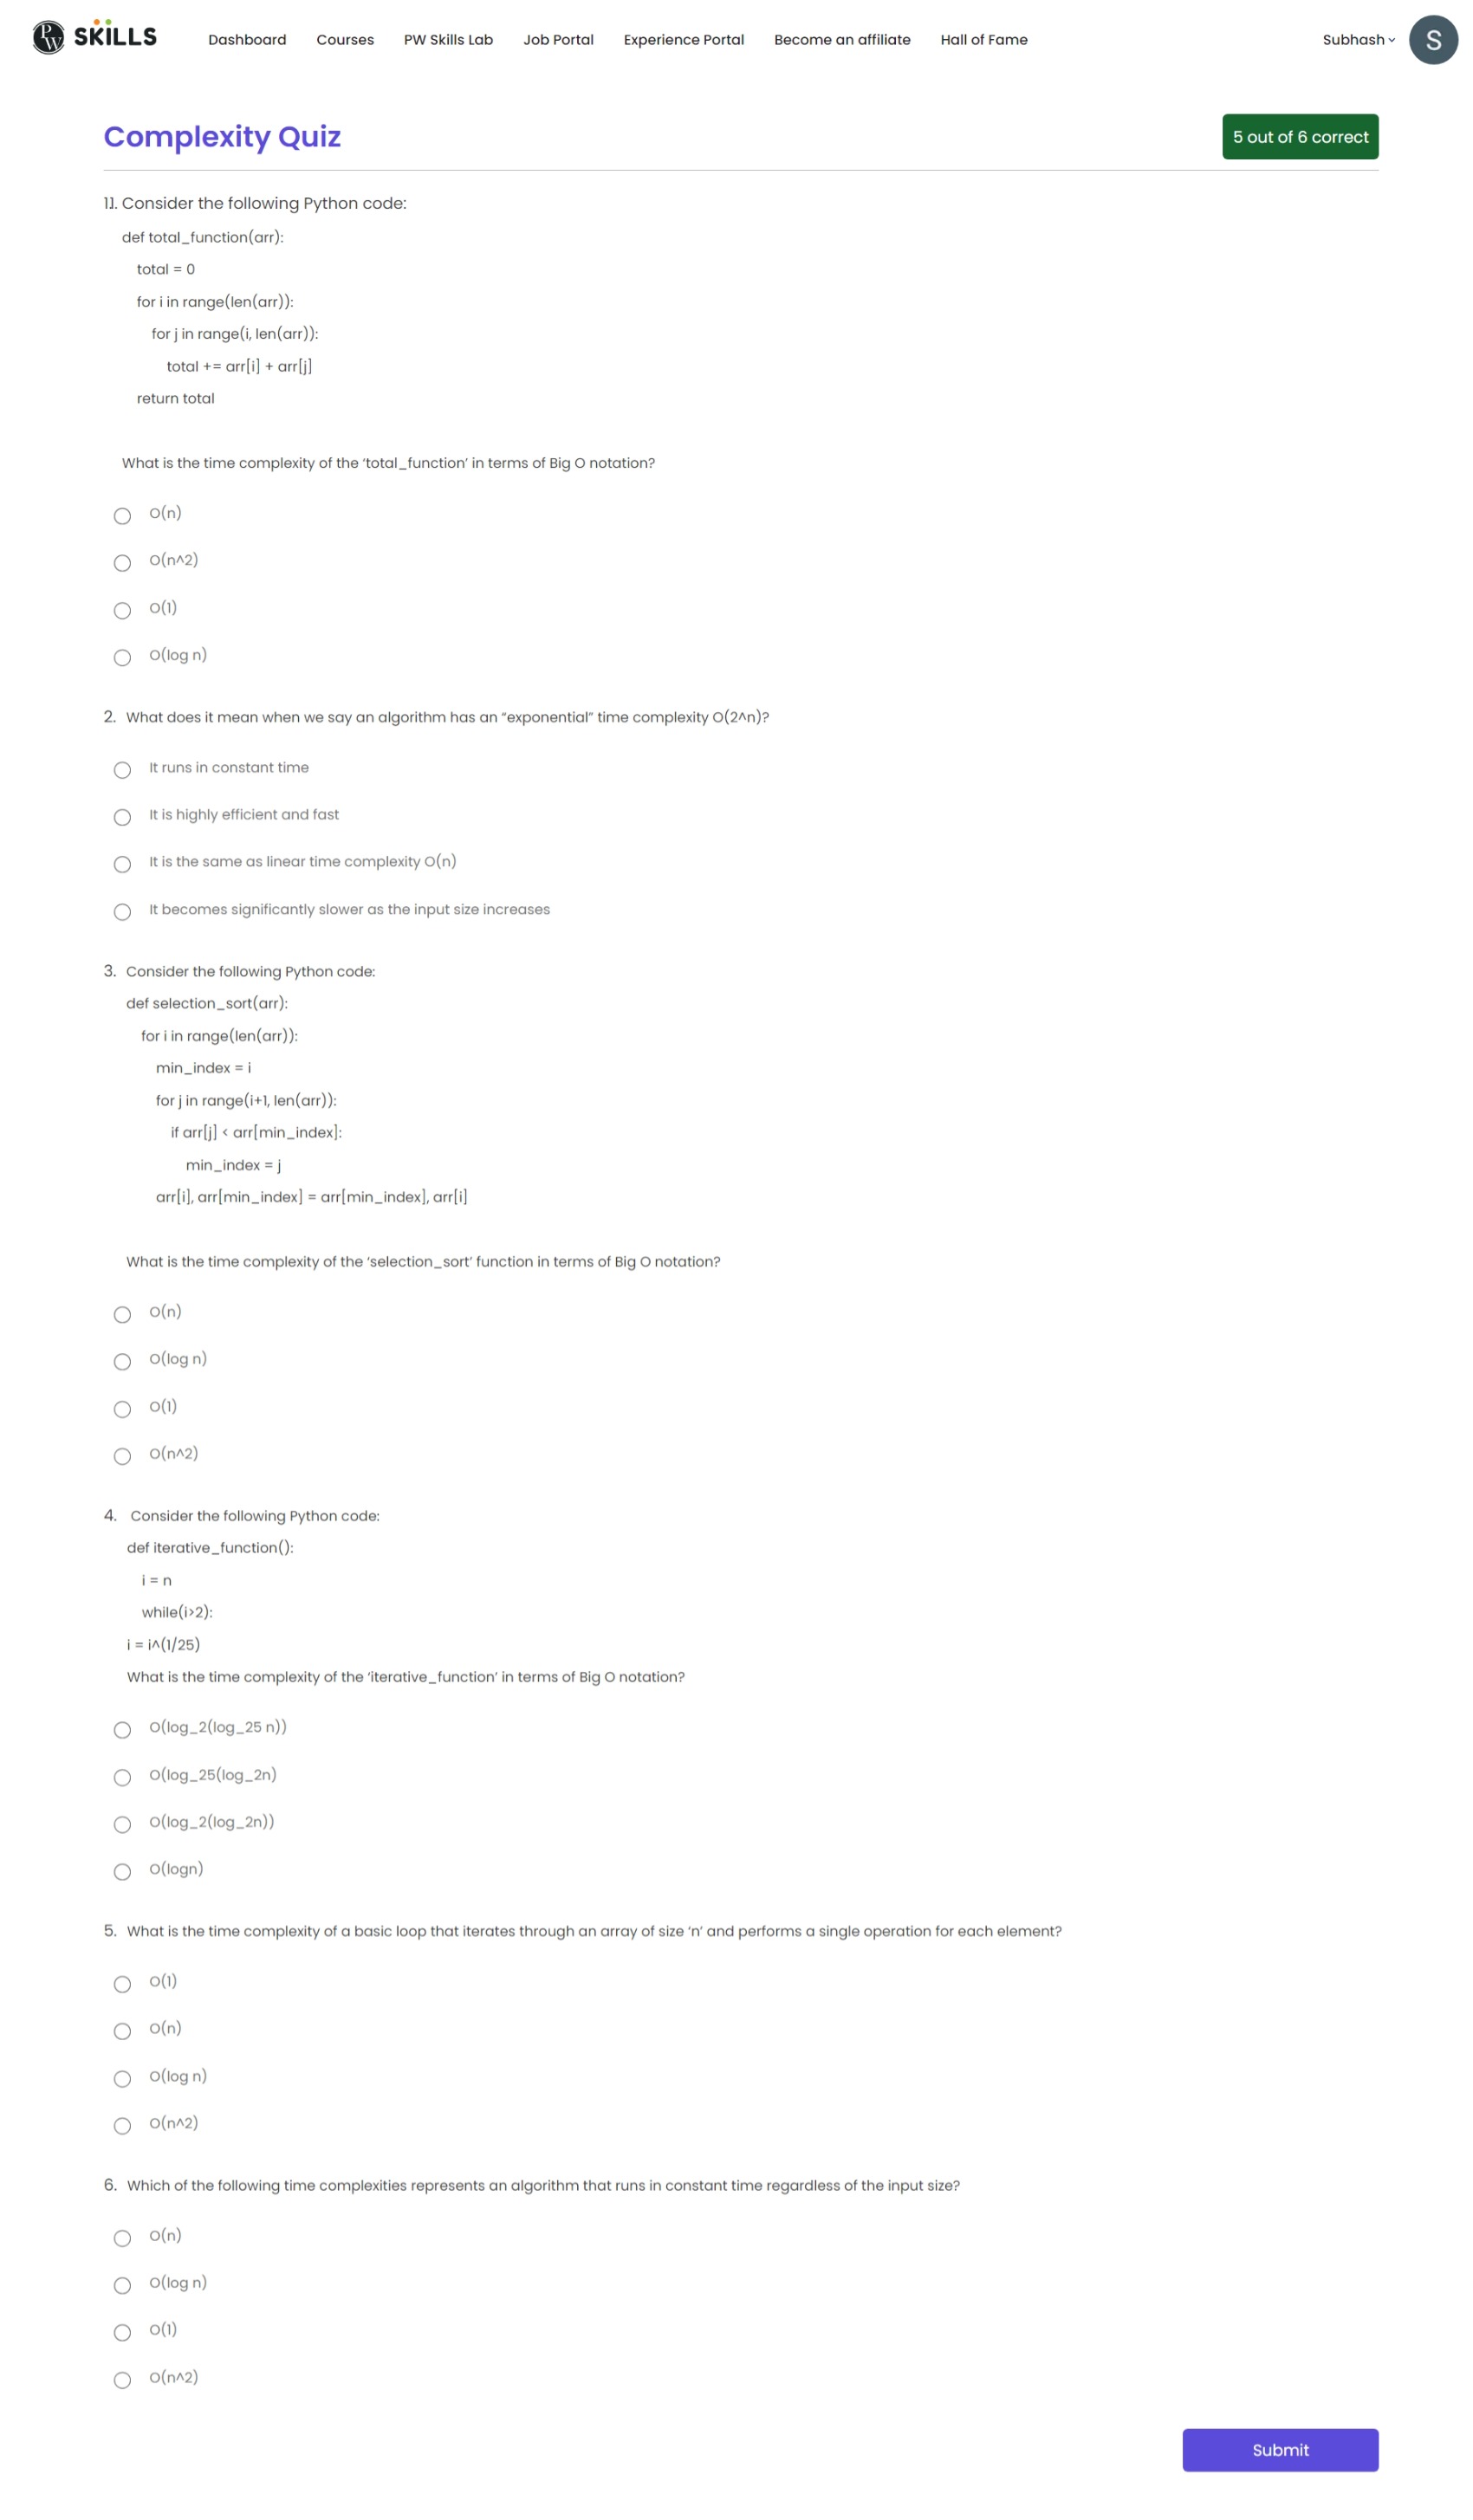 PW SKILLS Dashboard Courses PW Skills Lab Job Portal Experience Portal Become an affiliate Hall of Fame Subhash S
Complexity Quiz 5 out of 6 correct
1]. Consider the following Python code:
def total_function(arr):
total = 0
for i in range(len(arr)):
for j in range(i, len(arr)):
total += arr[i] + arr[j]
return total
What is the time complexity of the ‘total_function’ in terms of Big O notation?
O(n)
O(n^2)
O(1)
O(log n)
2. What does it mean when we say an algorithm has an “exponential” time complexity O(2^n)?
It runs in constant time
It is highly efficient and fast
It is the same as linear time complexity O(n)
It becomes significantly slower as the input size increases
3. Consider the following Python code:
def selection_sort(arr):
for i in range(len(arr)):
min_index = i
for j in range(i+1, len(arr)):
if arr[j] < arr[min_index]:
min_index = j
arr[i], arr[min_index] = arr[min_index], arr[i]
What is the time complexity of the ‘selection_sort’ function in terms of Big O notation?
O(n)
O(log n)
O(1)
O(n^2)
4. Consider the following Python code:
def iterative_function():
i = n
while(i>2):
i = i^(1/25)
What is the time complexity of the ‘iterative_function’ in terms of Big O notation?
O(log_2(log_25 n))
O(log_25(log_2n)
O(log_2(log_2n))
O(logn)
5. What is the time complexity of a basic loop that iterates through an array of size ‘n’ and performs a single operation for each element?
O(1)
O(n)
O(log n)
O(n^2)
6. Which of the following time complexities represents an algorithm that runs in constant time regardless of the input size?
O(n)
O(log n)
O(1)
O(n^2)
Submit